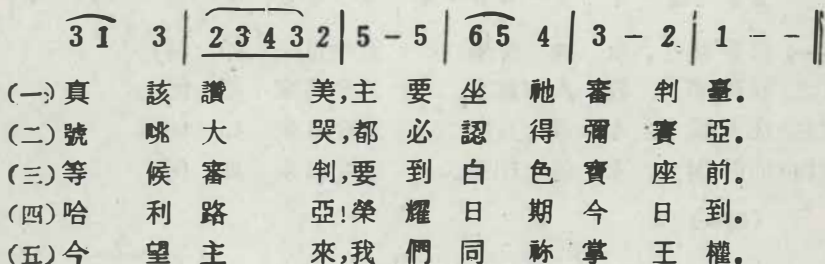 3 1 3 | 2 3 4 3 2 | 5 - 5 | 6 5 4 | 3 - 2 | 1 - - ‖
(一)真該讚美,主要坐祂審判臺。
(二)號咷大哭,都必認得彌賽亞。
(三)等候審判,要到白色寶座前。
(四)哈利路亞!榮耀日期今日到。
(五)今望主來,我們同祢掌王權。